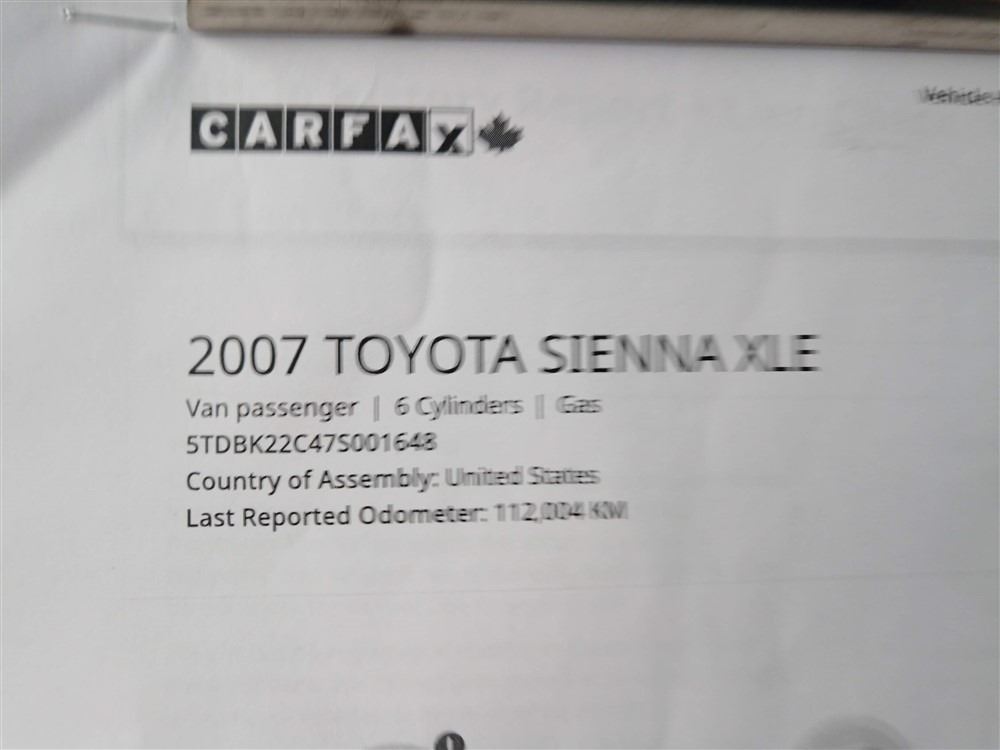 CARFAX
Vehicle
2007 TOYOTA SIENNA XLE
Van passenger | 6 Cylinders | Gas
5TDBK22C47S001648
Country of Assembly: United States
Last Reported Odometer: 112,004 KM